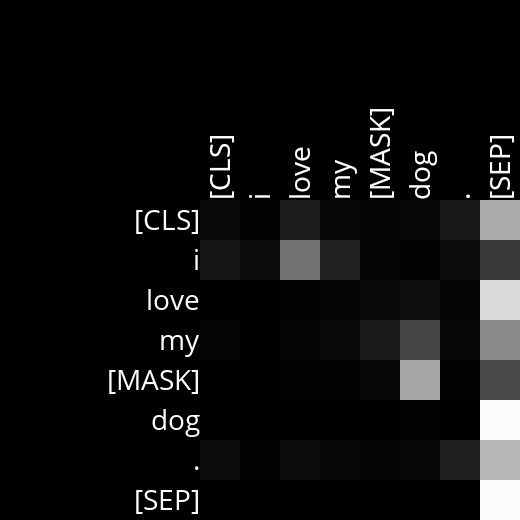 [CLS] i love my [MASK] dog . [SEP]
[CLS]
i
love
my
[MASK]
dog
.
[SEP]